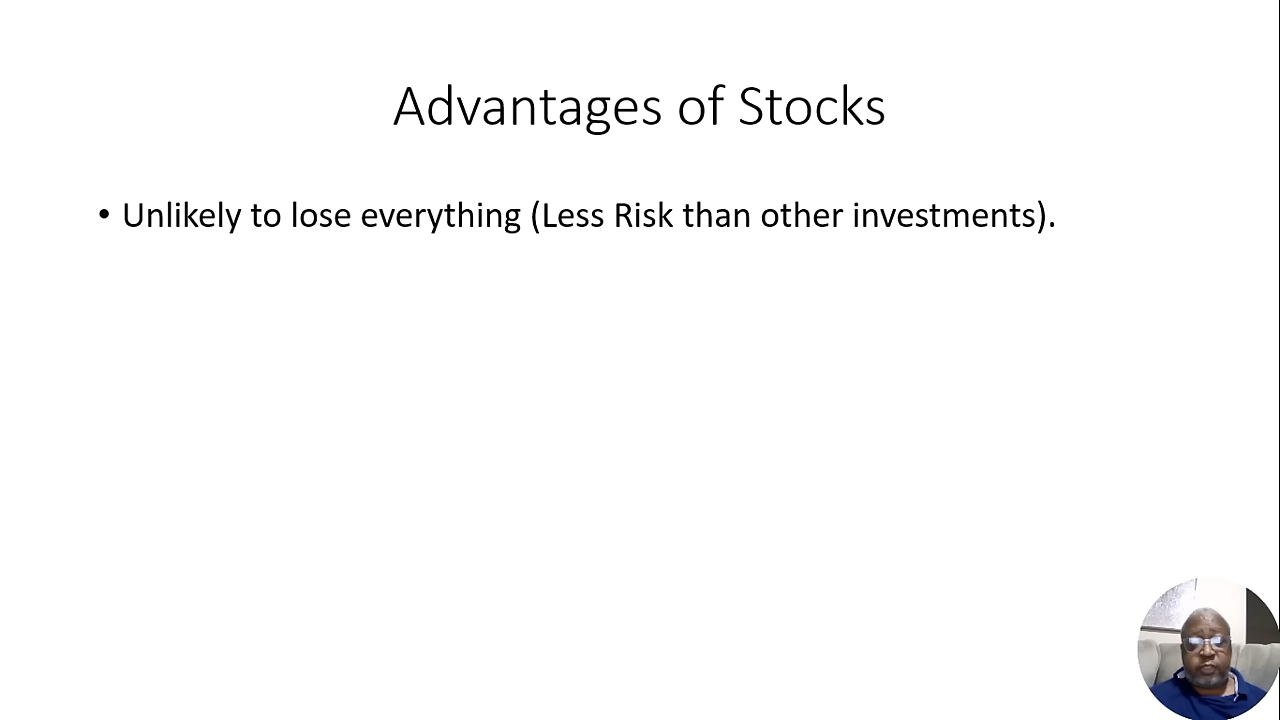 Advantages of Stocks
• Unlikely to lose everything (Less Risk than other investments).